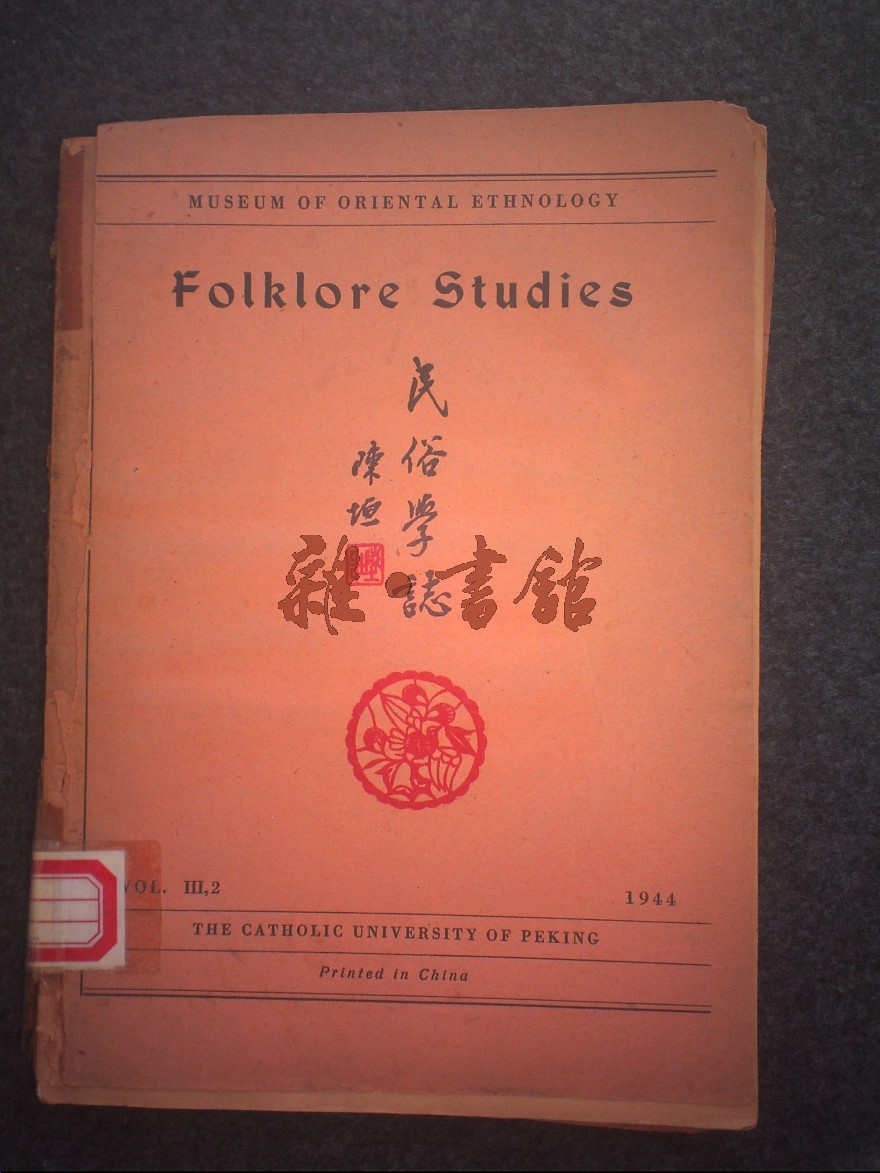 MUSEUM OF ORIENTAL ETHNOLOGY
Folklore Studies
民俗學誌
陳垣
雜·書館
VOL. III,2
1944
THE CATHOLIC UNIVERSITY OF PEKING
Printed in China